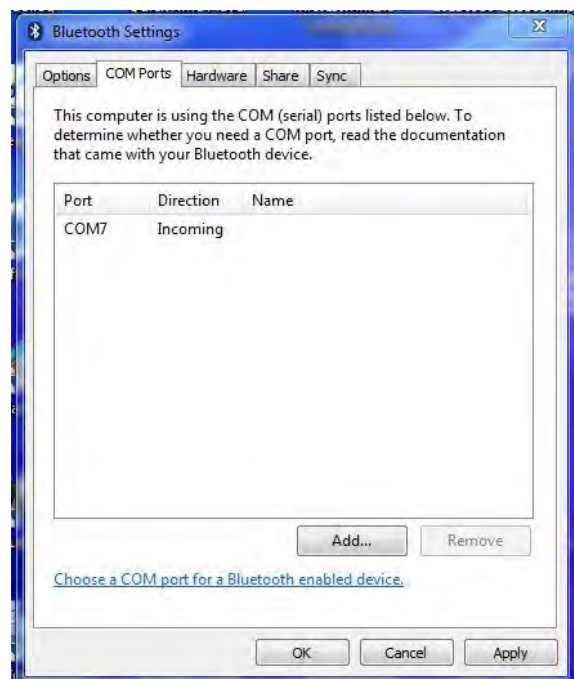 Bluetooth Settings
Options COM Ports Hardware Share Sync
This computer is using the COM (serial) ports listed below. To
determine whether you need a COM port, read the documentation
that came with your Bluetooth device.
Port Direction Name
COM7 Incoming
Add... Remove
Choose a COM port for a Bluetooth enabled device.
OK Cancel Apply